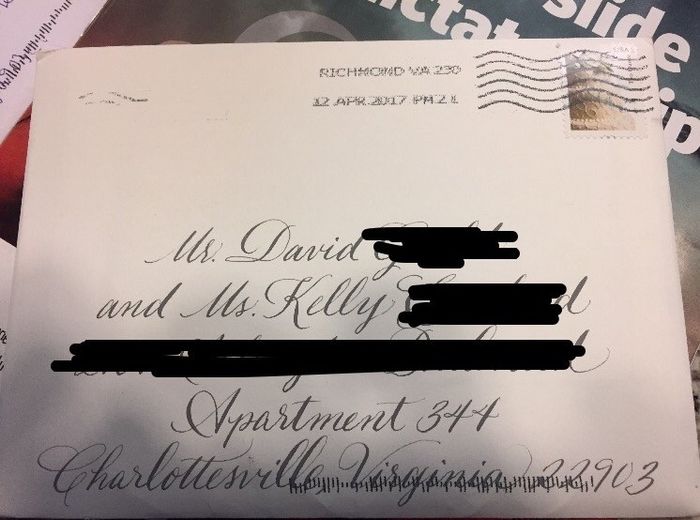 slide
RICHMOND VA 230
12 APR 2017 PM 2 L
USA
Mr. David
and Ms. Kelly
Apartment 344
Charlottesville, Virginia 22903